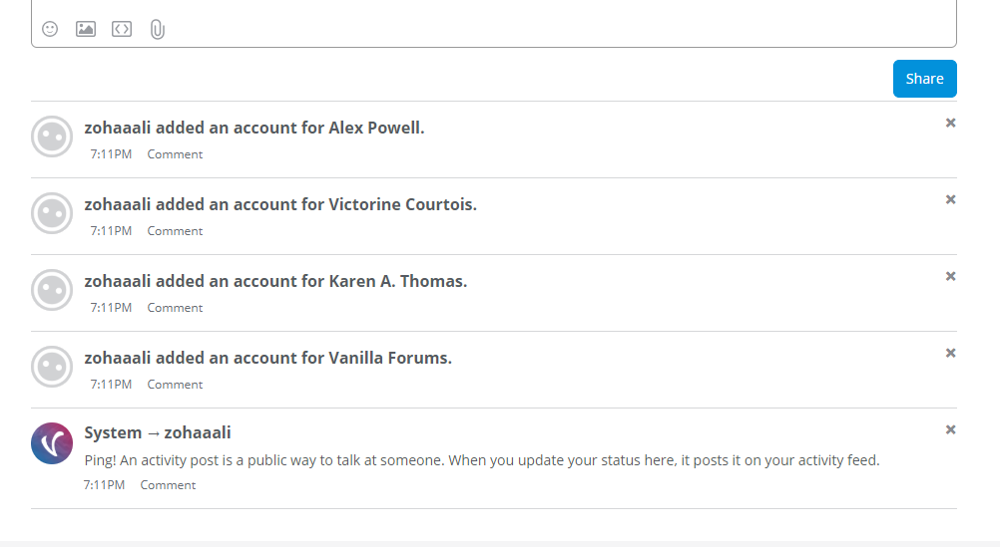 Share
zohaaali added an account for Alex Powell.
7:11PM Comment
zohaaali added an account for Victorine Courtois.
7:11PM Comment
zohaaali added an account for Karen A. Thomas.
7:11PM Comment
zohaaali added an account for Vanilla Forums.
7:11PM Comment
System → zohaaali
Ping! An activity post is a public way to talk at someone. When you update your status here, it posts it on your activity feed.
7:11PM Comment